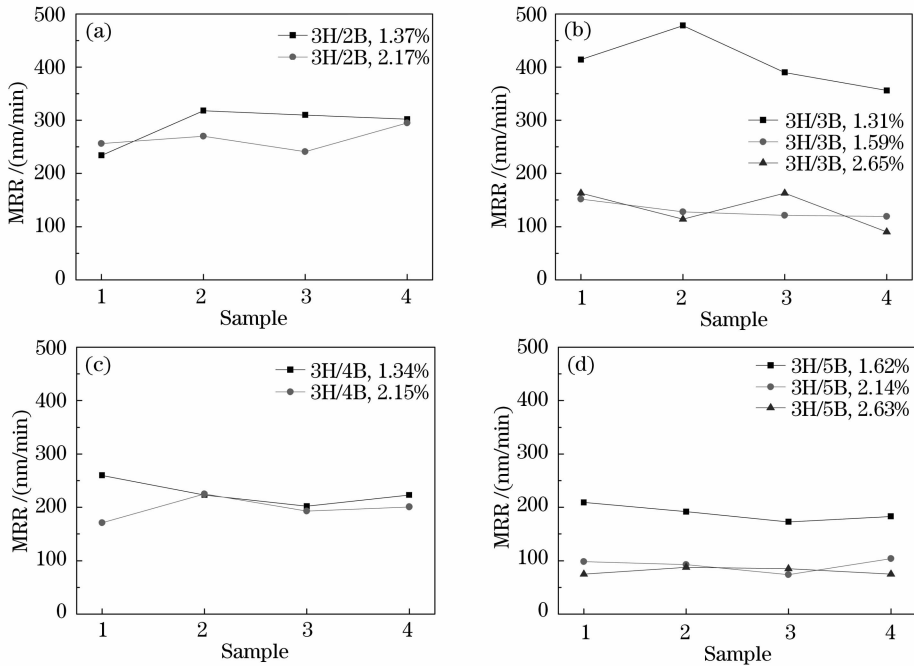 (a)
3H/2B, 1.37%
3H/2B, 2.17%
500
400
300
200
100
0
MRR /(nm/min)
1 2 3 4
Sample
(b)
3H/3B, 1.31%
3H/3B, 1.59%
3H/3B, 2.65%
500
400
300
200
100
0
MRR /(nm/min)
1 2 3 4
Sample
(c)
3H/4B, 1.34%
3H/4B, 2.15%
500
400
300
200
100
0
MRR /(nm/min)
1 2 3 4
Sample
(d)
3H/5B, 1.62%
3H/5B, 2.14%
3H/5B, 2.63%
500
400
300
200
100
0
MRR /(nm/min)
1 2 3 4
Sample